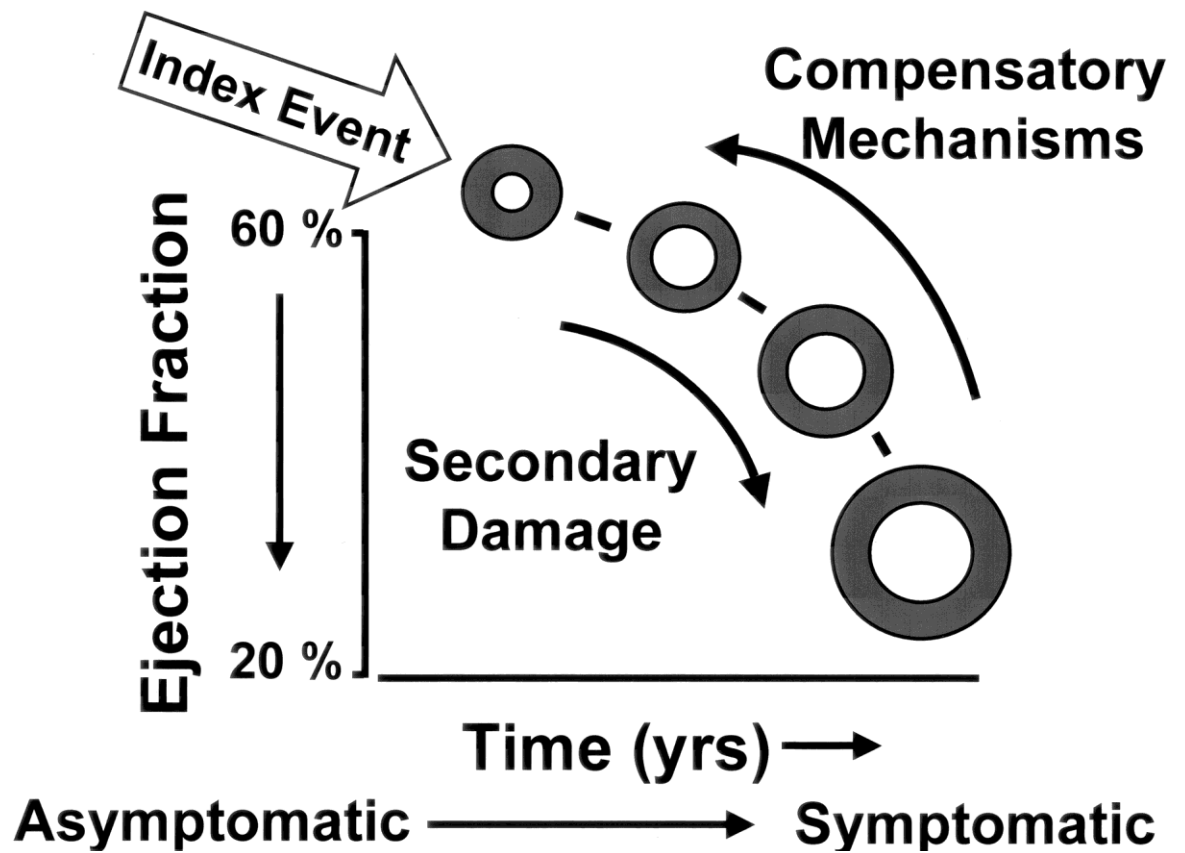 Index Event
Compensatory
Mechanisms
60 %
Ejection Fraction
Secondary
Damage
20 %
Time (yrs)
Asymptomatic
Symptomatic